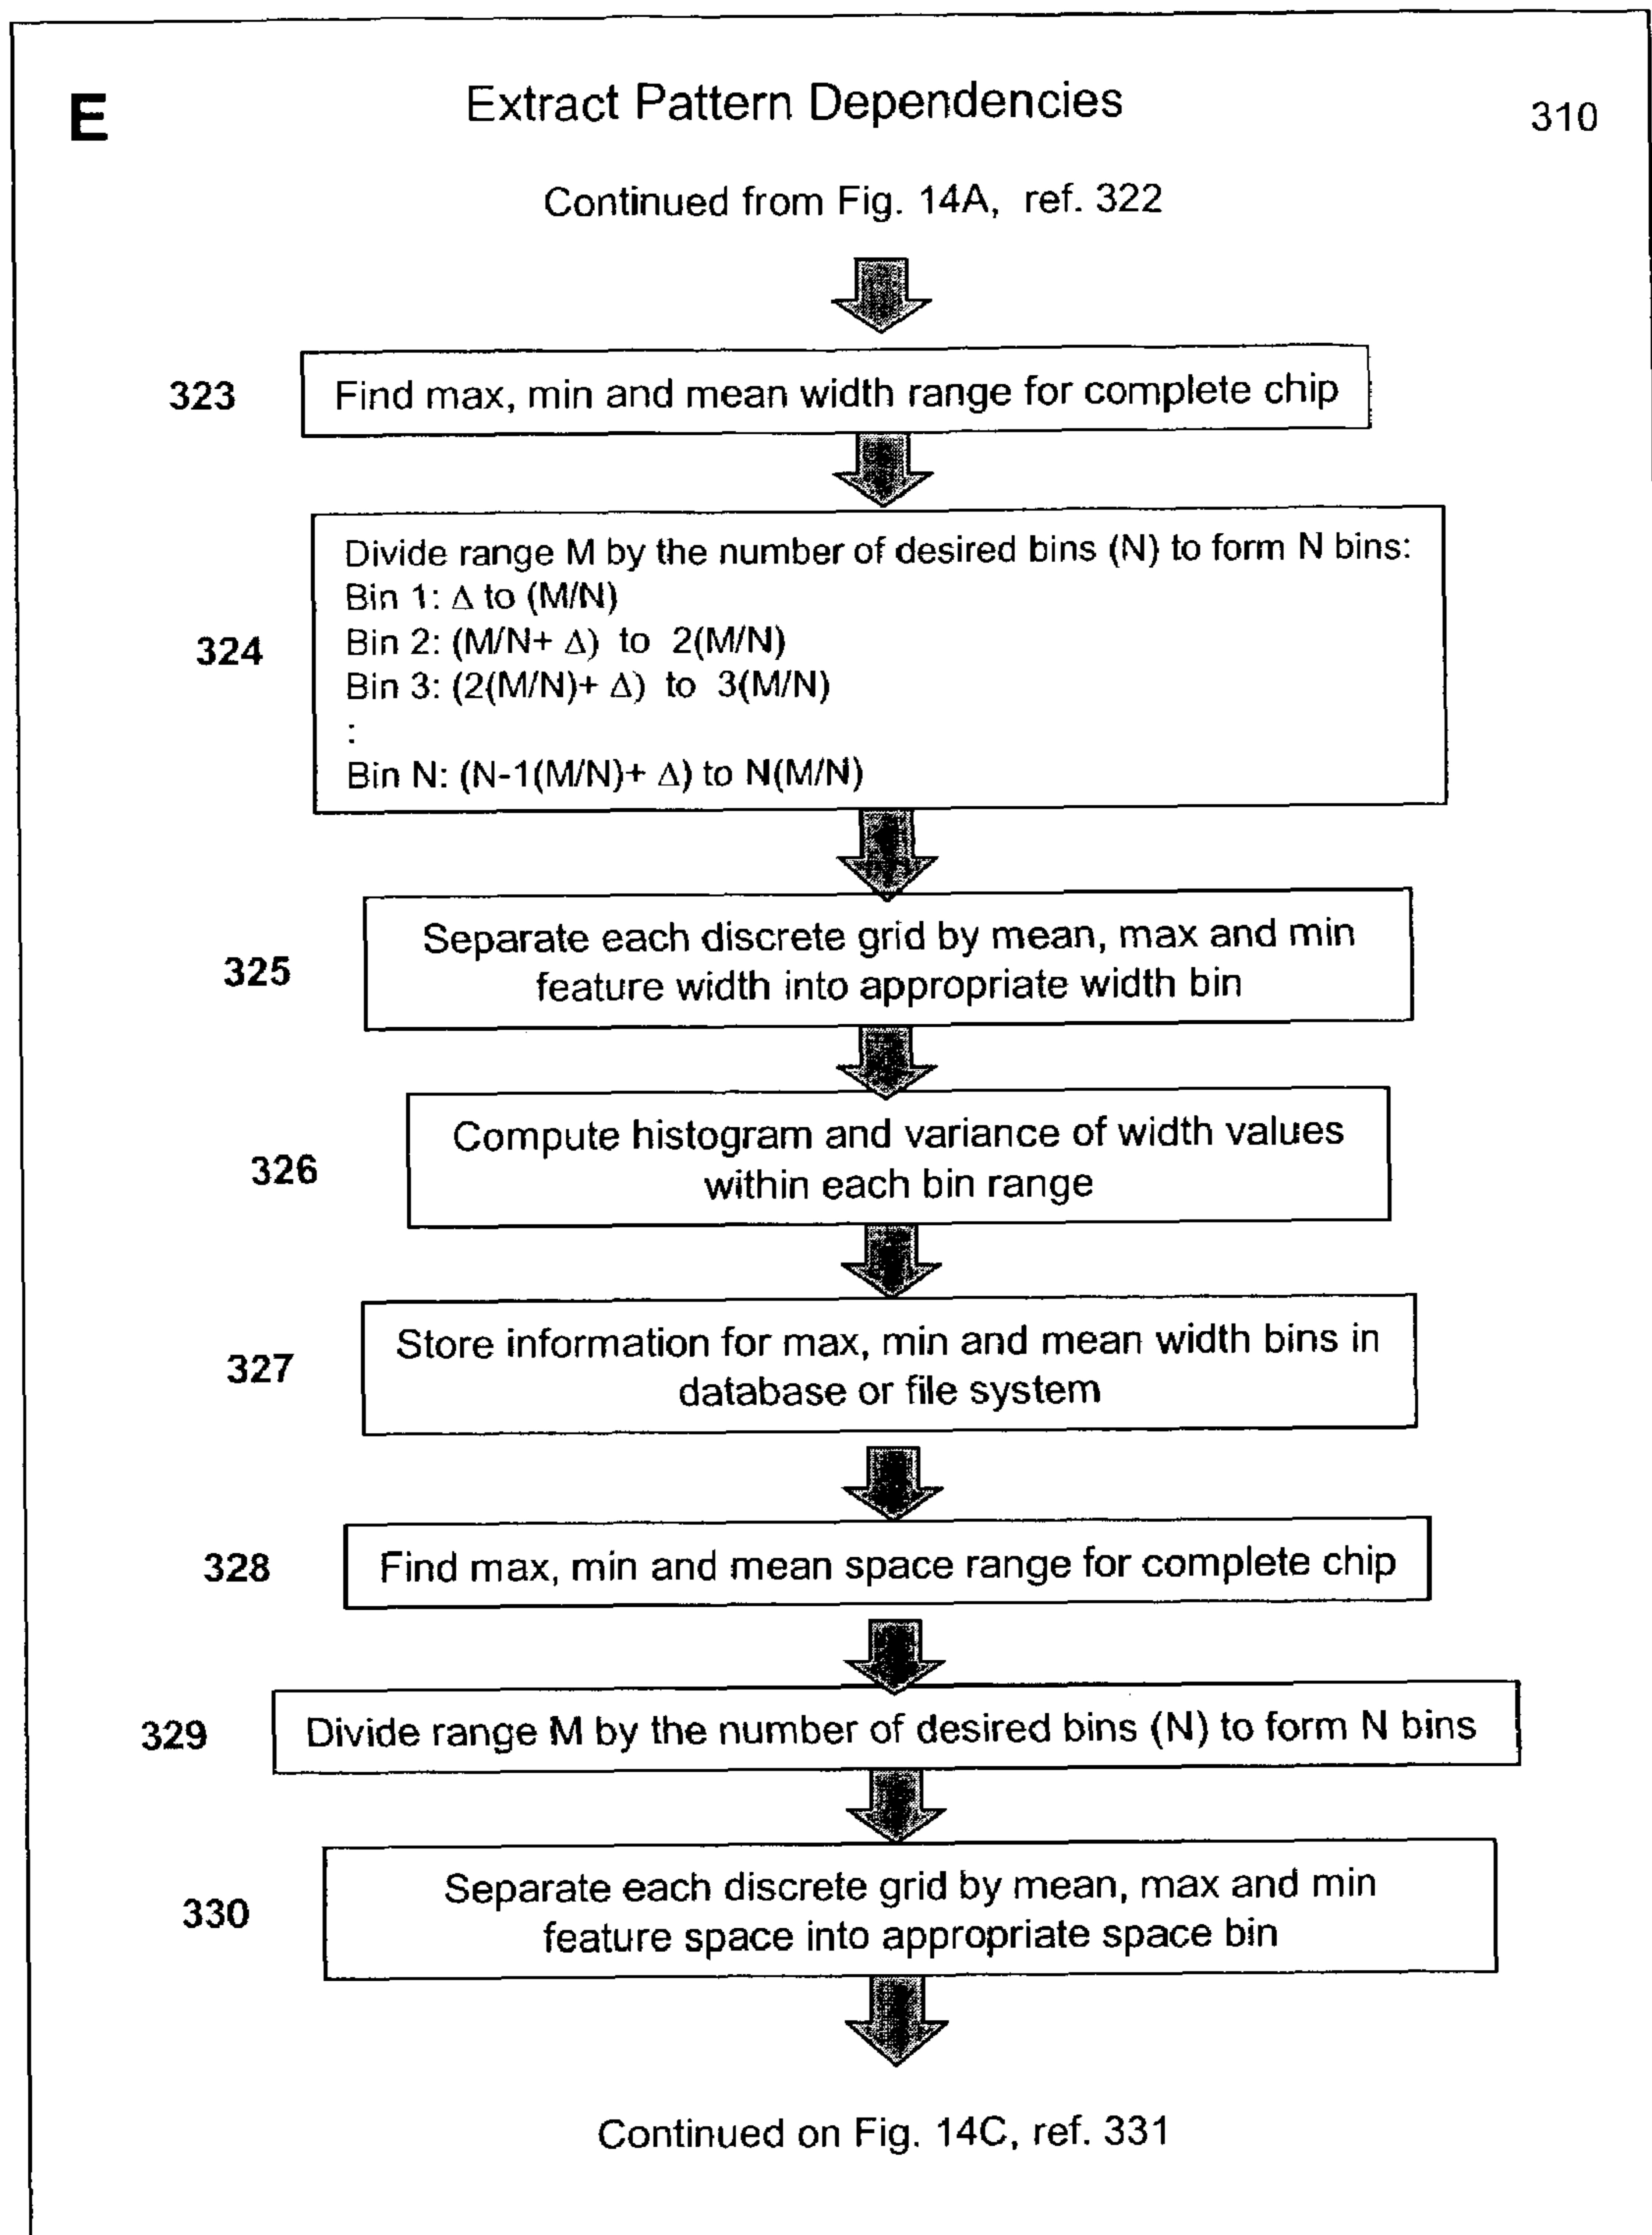 E
Extract Pattern Dependencies
310
Continued from Fig. 14A, ref. 322
323
Find max, min and mean width range for complete chip
324
Divide range M by the number of desired bins (N) to form N bins:
Bin 1: Δ to (M/N)
Bin 2: (M/N+ Δ) to 2(M/N)
Bin 3: (2(M/N)+ Δ) to 3(M/N)
:
Bin N: (N-1(M/N)+ Δ) to N(M/N)
325
Separate each discrete grid by mean, max and min
feature width into appropriate width bin
326
Compute histogram and variance of width values
within each bin range
327
Store information for max, min and mean width bins in
database or file system
328
Find max, min and mean space range for complete chip
329
Divide range M by the number of desired bins (N) to form N bins
330
Separate each discrete grid by mean, max and min
feature space into appropriate space bin
Continued on Fig. 14C, ref. 331